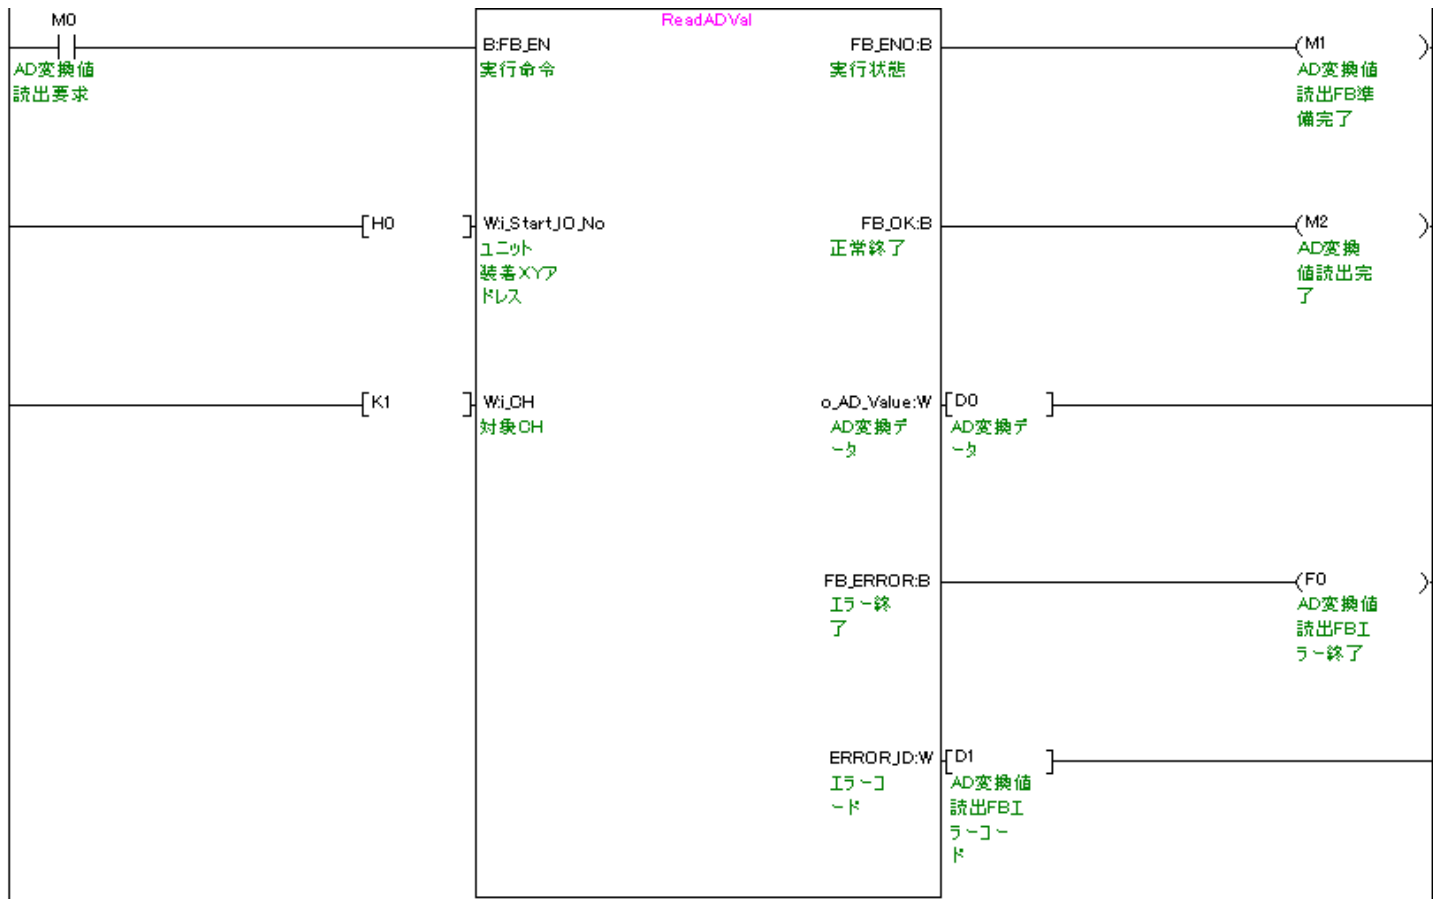 M0
AD変換値
読出要求
ReadADVal
B:FB_EN
実行命令
FB_ENO:B
実行状態
(M1 )
AD変換値
読出FB準
備完了
[H0 ]
W:i_Start_IO_No
ユニット
装着XYア
ドレス
FB_OK:B
正常終了
(M2 )
AD変換
値読出完
了
[K1 ]
W:i_CH
対象CH
o_AD_Value:W
AD変換デ
ータ
[D0 ]
AD変換デ
ータ
FB_ERROR:B
エラー終
了
(F0 )
AD変換値
読出FBエ
ラー終了
ERROR_ID:W
エラーコ
ード
[D1 ]
AD変換値
読出FBエ
ラーコー
ド